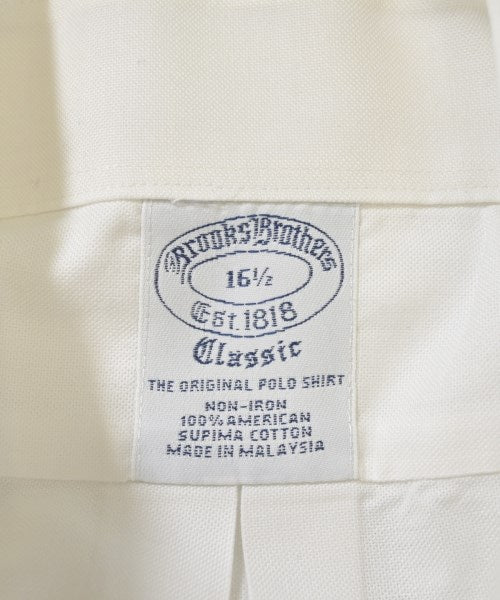 ®Brooks Brothers
16½
Est. 1818
Classic
THE ORIGINAL POLO SHIRT
NON-IRON
100% AMERICAN
SUPIMA COTTON
MADE IN MALAYSIA